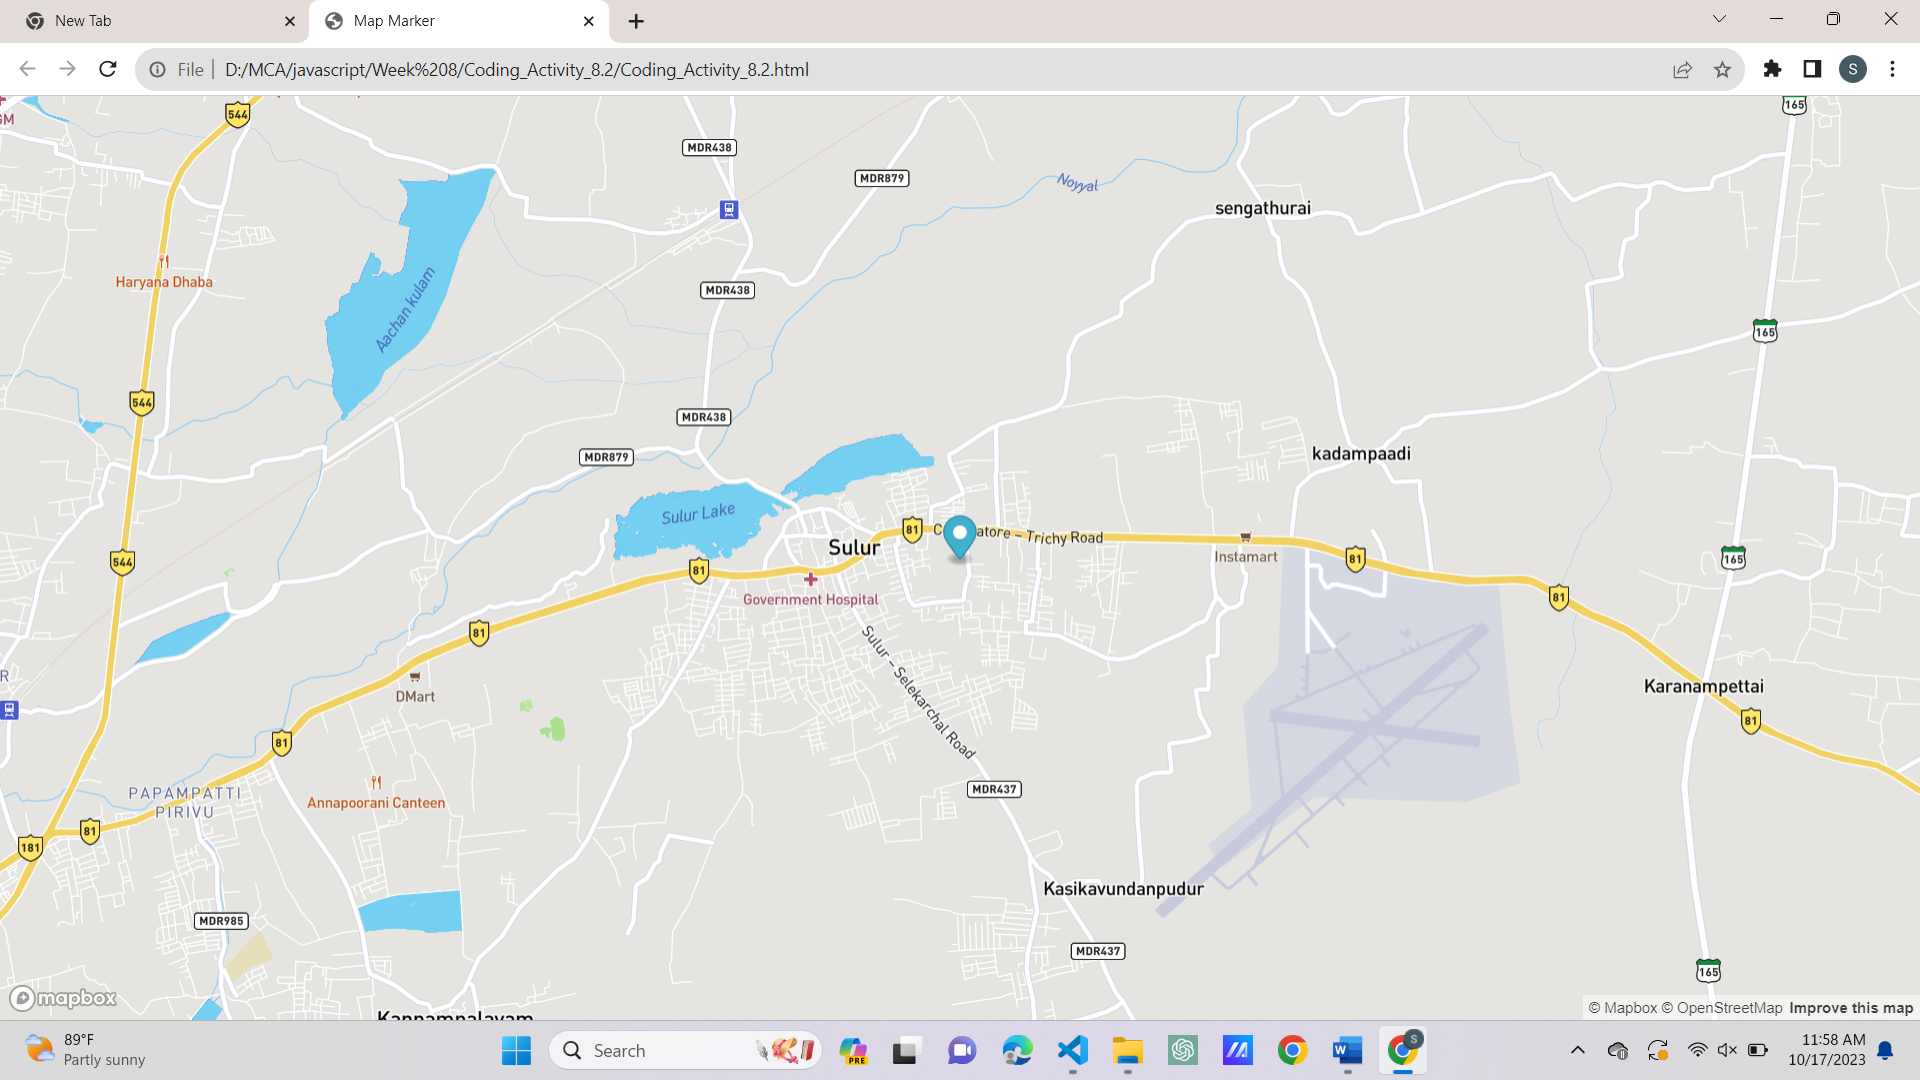 New Tab
Map Marker
File
D:/MCA/javascript/Week%208/Coding_Activity_8.2/Coding_Activity_8.2.html
S
GM
544
165
MDR438
MDR879
Noyyal
sengathurai
Haryana Dhaba
Aachan kulam
MDR438
165
544
MDR438
MDR879
kadampaadi
Sulur Lake
81
atore – Trichy Road
Sulur
Instamart
81
165
544
81
Government Hospital
81
81
Sulur – Selekarchal Road
R
DMart
Karanampettai
81
81
PAPAMPATTI
PIRIVU
MDR437
Annapoorani Canteen
81
181
Kasikavundanpudur
MDR985
MDR437
165
mapbox
Kannampalayam
© Mapbox © OpenStreetMap Improve this map
89°F
Partly sunny
Search
PRE
W
S
11:58 AM
10/17/2023